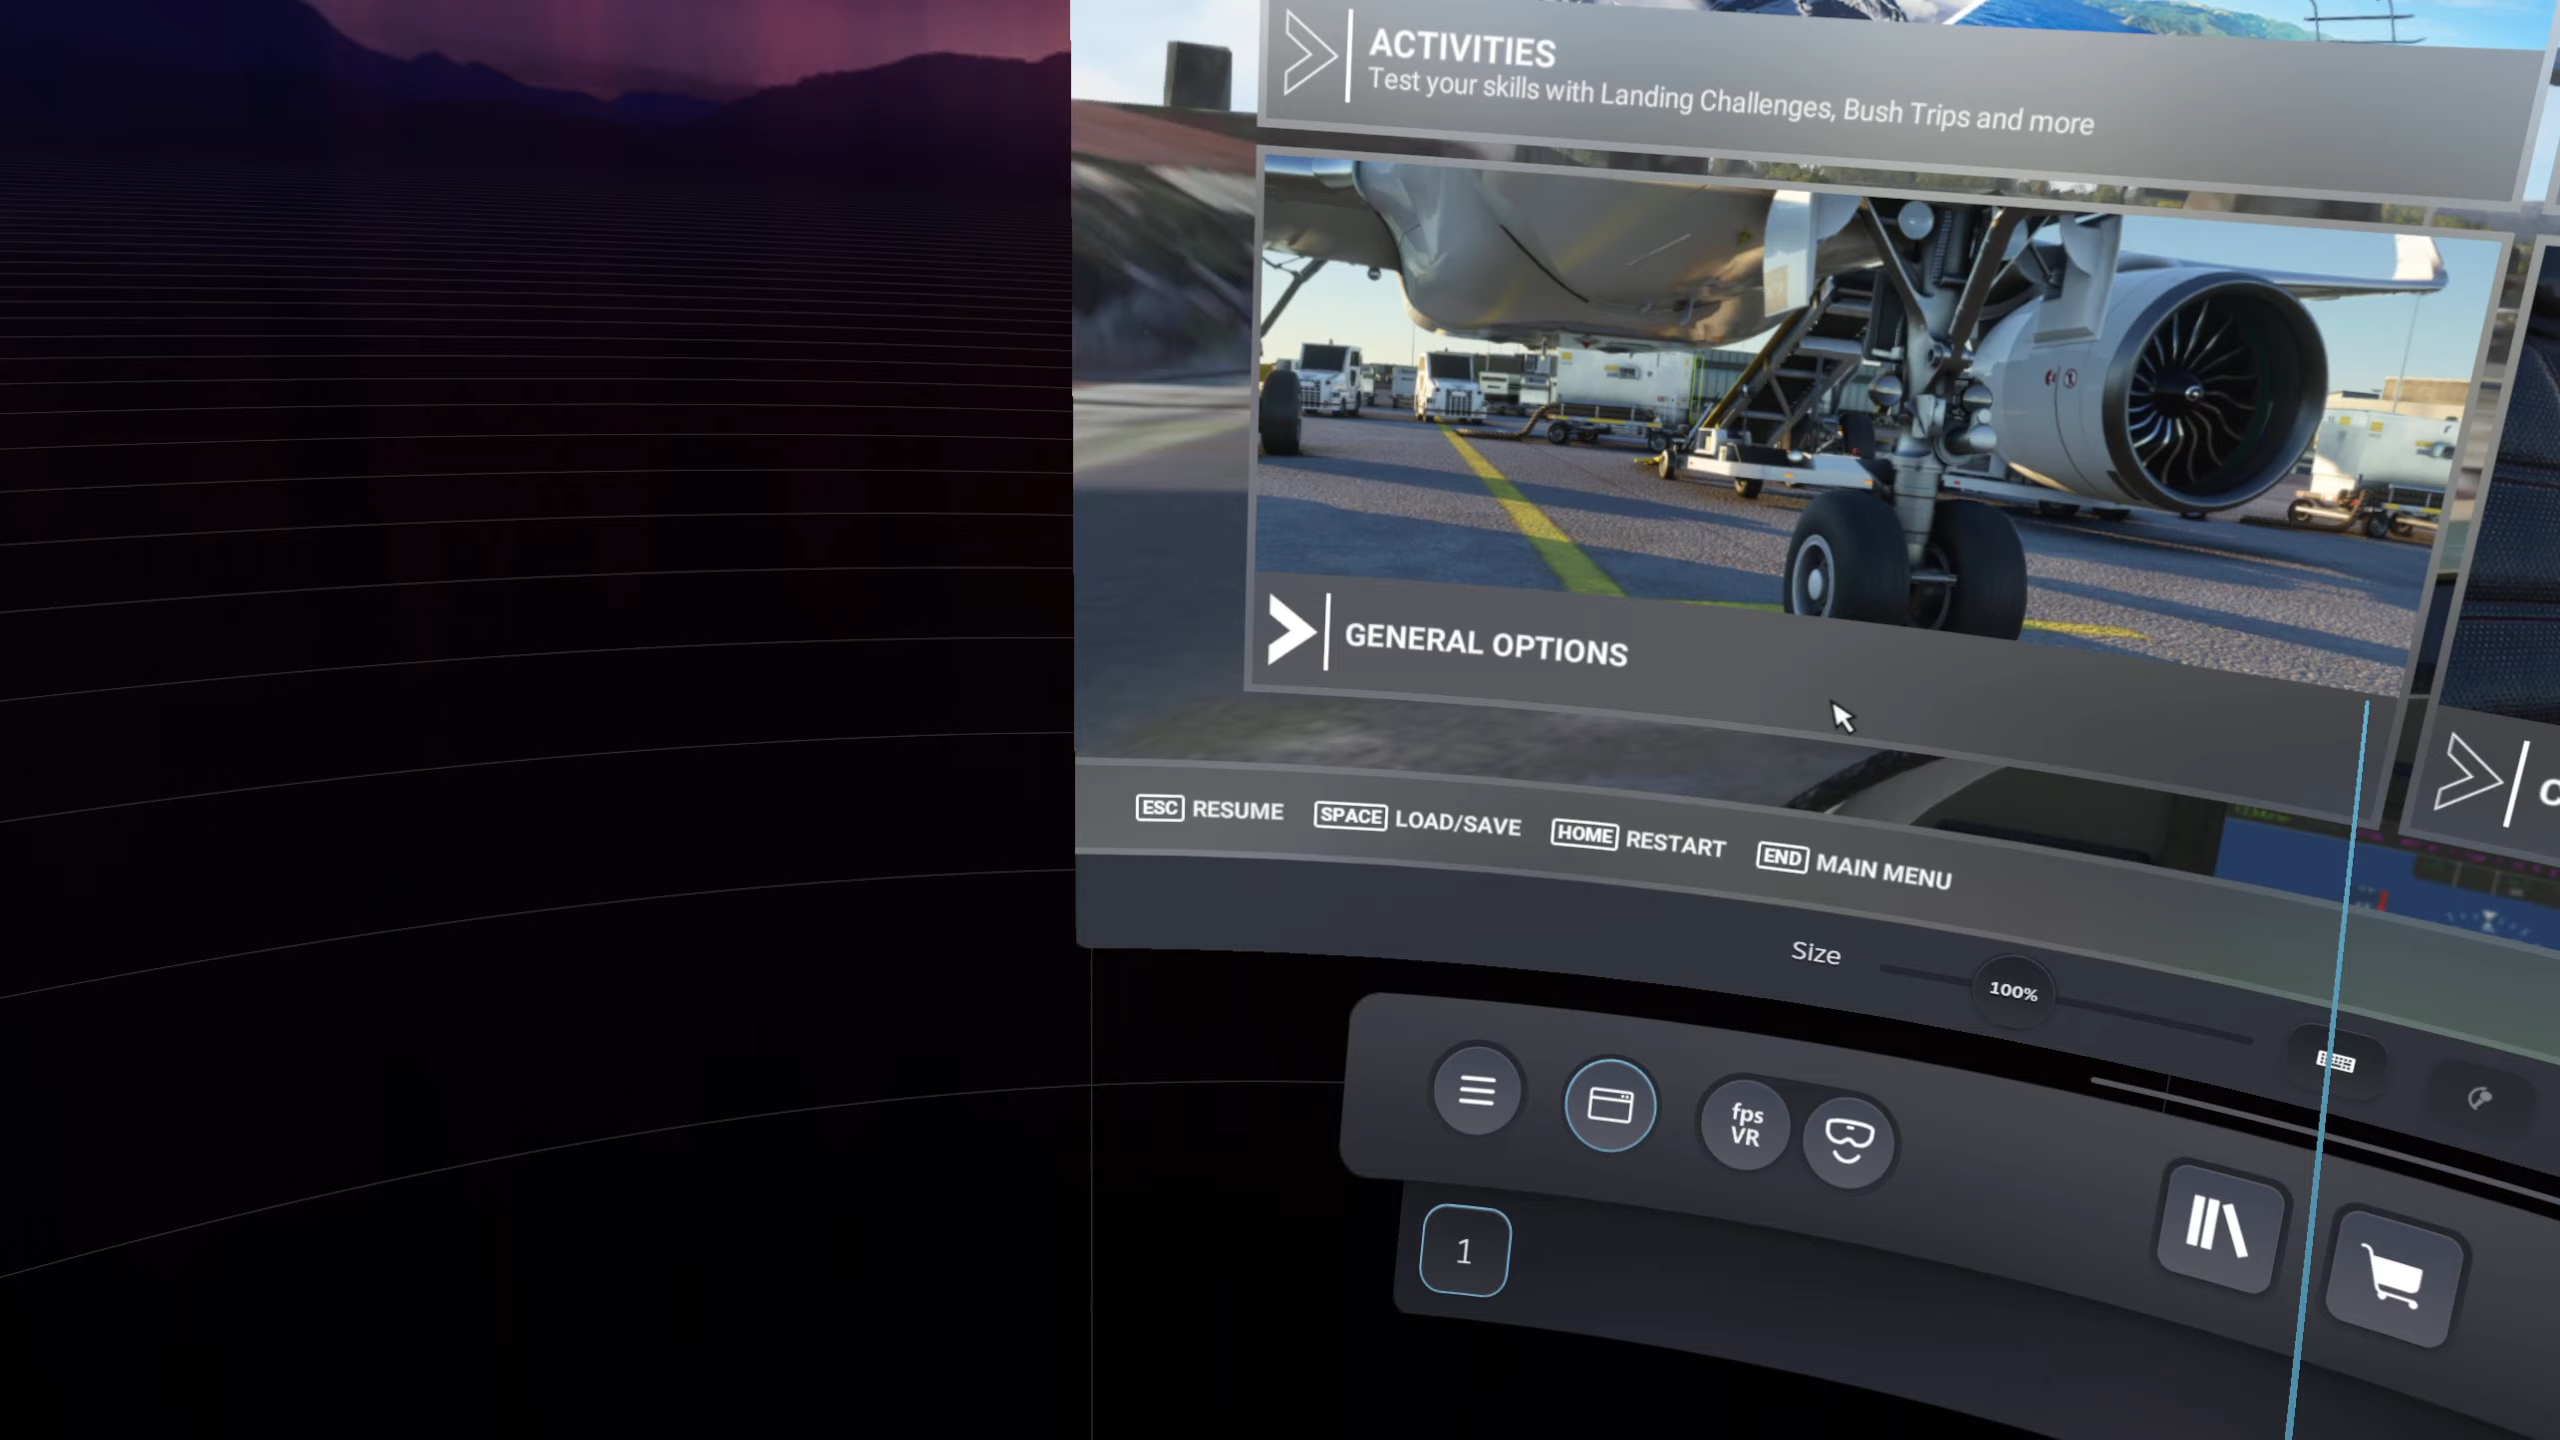 ACTIVITIES
Test your skills with Landing Challenges, Bush Trips and more
GENERAL OPTIONS
ESC RESUME SPACE LOAD/SAVE HOME RESTART END MAIN MENU
Size 100%
fps
VR
1